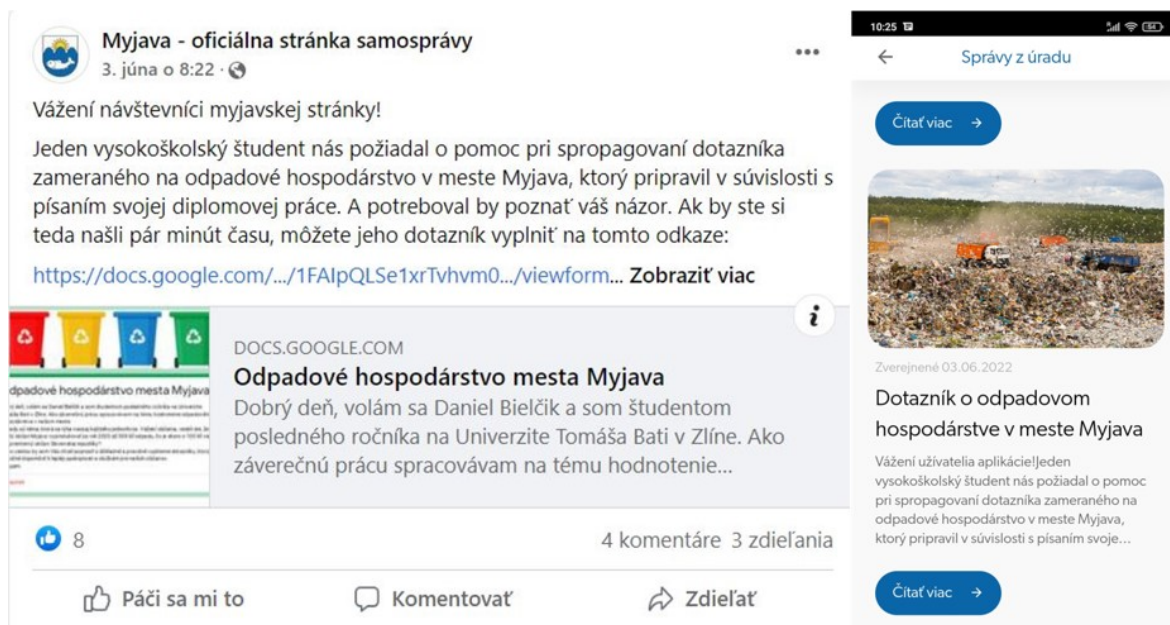 Myjava - oficiálna stránka samosprávy
3. júna o 8:22 ·
Vážení návštevníci myjavskej stránky!
Jeden vysokoškolský študent nás požiadal o pomoc pri spropagovaní dotazníka
zameraného na odpadové hospodárstvo v meste Myjava, ktorý pripravil v súvislosti s
písaním svojej diplomovej práce. A potreboval by poznať váš názor. Ak by ste si
teda našli pár minút času, môžete jeho dotazník vyplniť na tomto odkaze:
https://docs.google.com/.../1FAIpQLSe1xrTvhvm0.../viewform... Zobraziť viac
dpadové hospodárstvo mesta Myjava
DOCS.GOOGLE.COM
Odpadové hospodárstvo mesta Myjava
Dobrý deň, volám sa Daniel Bielčik a som študentom
posledného ročníka na Univerzite Tomáša Bati v Zlíne. Ako
záverečnú prácu spracovávam na tému hodnotenie...
8
4 komentáre 3 zdieľania
Páči sa mi to
Komentovať
Zdieľať
10:25
54
Správy z úradu
Čítať viac →
Zverejnené 03.06.2022
Dotazník o odpadovom
hospodárstve v meste Myjava
Vážení užívatelia aplikácie!Jeden
vysokoškolský študent nás požiadal o pomoc
pri spropagovaní dotazníka zameraného na
odpadové hospodárstvo v meste Myjava,
ktorý pripravil v súvislosti s písaním svoje...
Čítať viac →